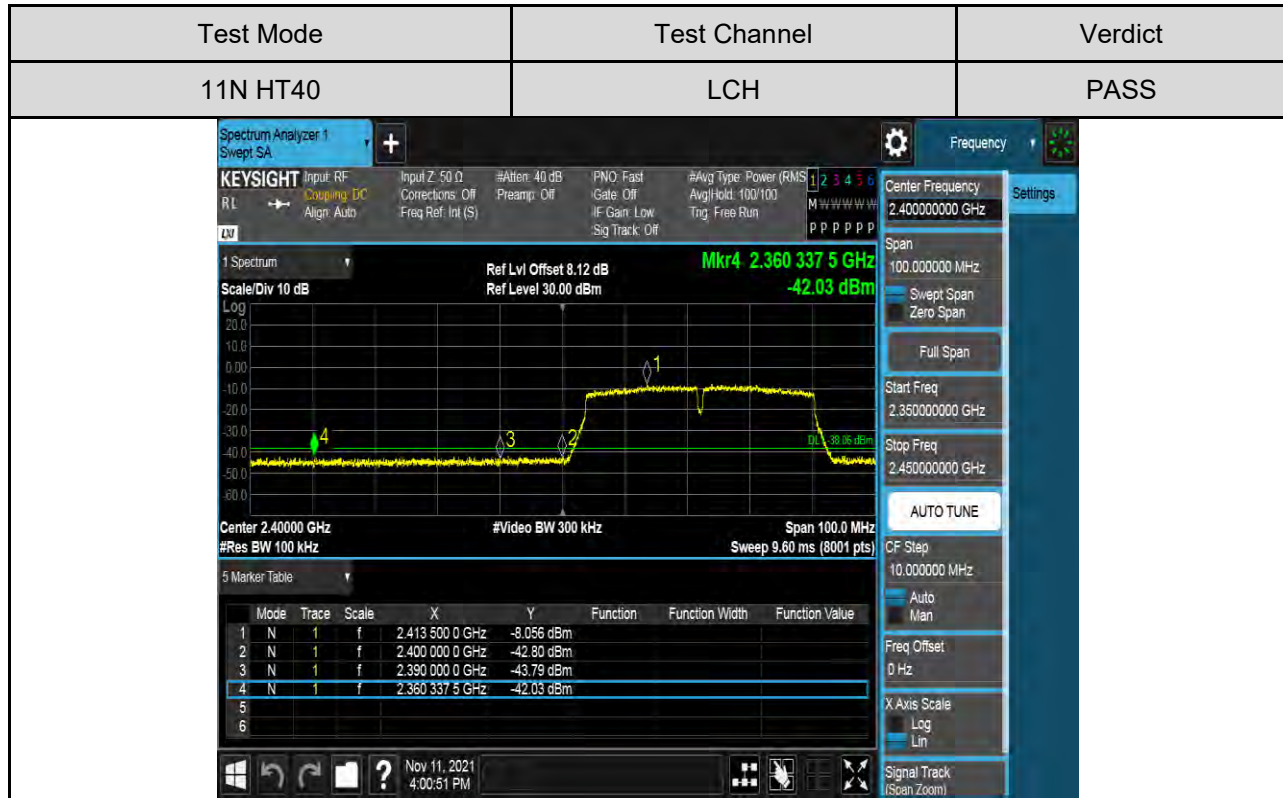 Test Mode Test Channel Verdict
11N HT40 LCH PASS
Spectrum Analyzer 1
Swept SA
+
Frequency
KEYSIGHT Input: RF Input Z: 50 Ω #Atten: 40 dB PNO: Fast #Avg Type: Power (RMS 1 2 3 4 5 6
RL Coupling: DC Corrections: Off Preamp: Off Gate: Off Avg|Hold: 100/100 M W W W W W
Align: Auto Freq Ref: Int (S) IF Gain: Low Trig: Free Run
LXI Sig Track: Off P P P P P P
Center Frequency
2.400000000 GHz
Settings
1 Spectrum Ref Lvl Offset 8.12 dB Mkr4 2.360 337 5 GHz
Scale/Div 10 dB Ref Level 30.00 dBm -42.03 dBm
Log
20.0
10.0
0.00
-10.0
-20.0
-30.0
-40.0
-50.0
-60.0
1
2
3
4
DL1 -38.06 dBm
Center 2.40000 GHz #Video BW 300 kHz Span 100.0 MHz
#Res BW 100 kHz Sweep 9.60 ms (8001 pts)
Span
100.000000 MHz
Swept Span
Zero Span
Full Span
Start Freq
2.350000000 GHz
Stop Freq
2.450000000 GHz
AUTO TUNE
CF Step
10.000000 MHz
Auto
Man
Freq Offset
0 Hz
X Axis Scale
Log
Lin
Signal Track
(Span Zoom)
5 Marker Table
Mode Trace Scale X Y Function Function Width Function Value
1 N 1 f 2.413 500 0 GHz -8.056 dBm
2 N 1 f 2.400 000 0 GHz -42.80 dBm
3 N 1 f 2.390 000 0 GHz -43.79 dBm
4 N 1 f 2.360 337 5 GHz -42.03 dBm
5
6
?
Nov 11, 2021
4:00:51 PM